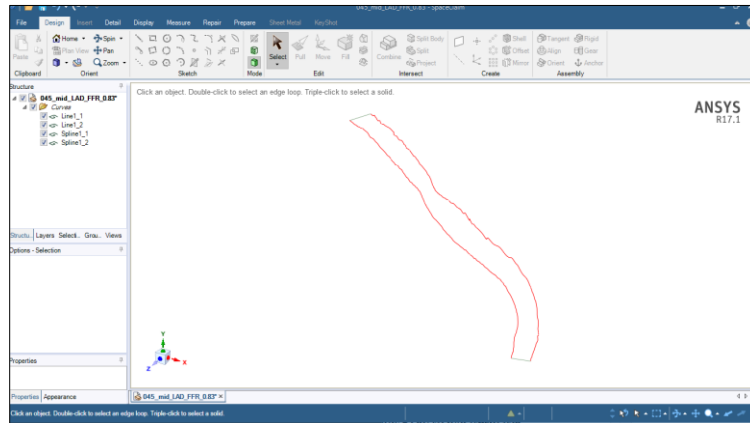 045_mid_LAD_FFR_0.83* - SpaceClaim
File Design Insert Detail Display Measure Repair Prepare Sheet Metal KeyShot
Paste
Home Spin
Plan View Pan
Zoom
Select Pull Move Fill
Combine
Split Body
Split
Project
Shell
Offset
Mirror
Tangent Rigid
Align Gear
Orient Anchor
Clipboard Orient Sketch Mode Edit Intersect Create Assembly
Structure
045_mid_LAD_FFR_0.83*
Curves
Line1_1
Line1_2
Spline1_1
Spline1_2
Click an object. Double-click to select an edge loop. Triple-click to select a solid.
ANSYS
R17.1
Structu.. Layers Selecti.. Grou.. Views
Options - Selection
Y
X
Z
Properties
Properties Appearance
045_mid_LAD_FFR_0.83* ×
Click an object. Double-click to select an edge loop. Triple-click to select a solid.